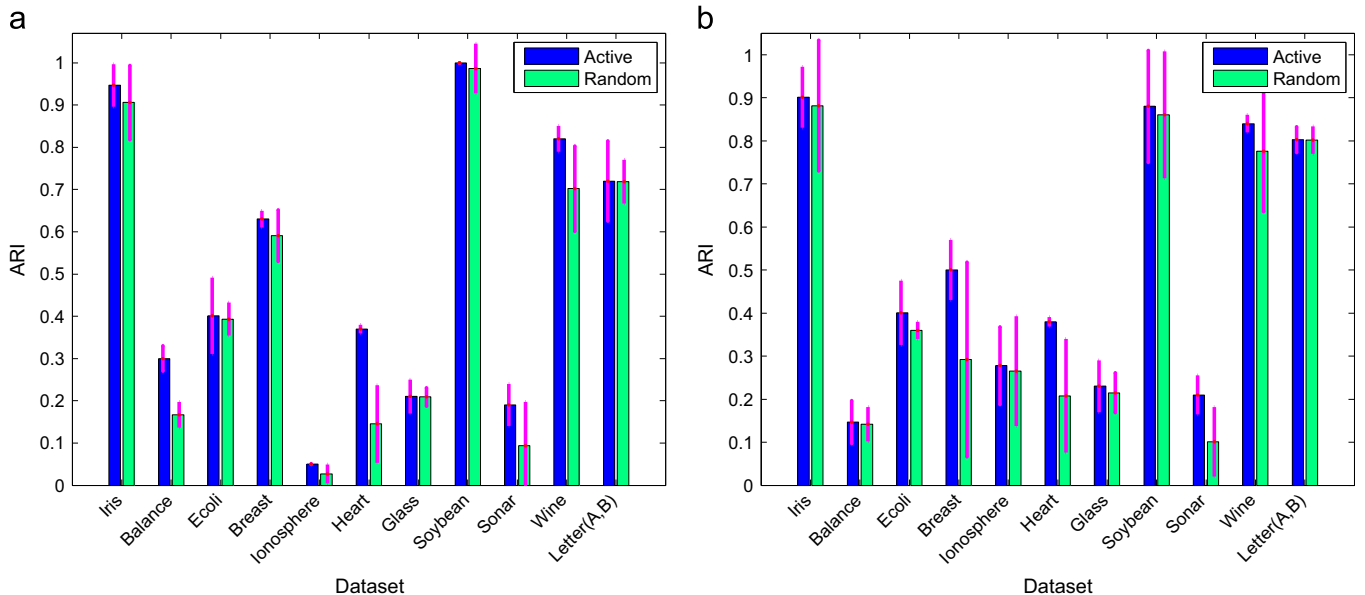 a
ARI
1
0.9
0.8
0.7
0.6
0.5
0.4
0.3
0.2
0.1
0
Active
Random
Iris
Balance
Ecoli
Breast
Ionosphere
Heart
Glass
Soybean
Sonar
Wine
Letter(A,B)
Dataset
b
ARI
1
0.9
0.8
0.7
0.6
0.5
0.4
0.3
0.2
0.1
0
Active
Random
Iris
Balance
Ecoli
Breast
Ionosphere
Heart
Glass
Soybean
Sonar
Wine
Letter(A,B)
Dataset